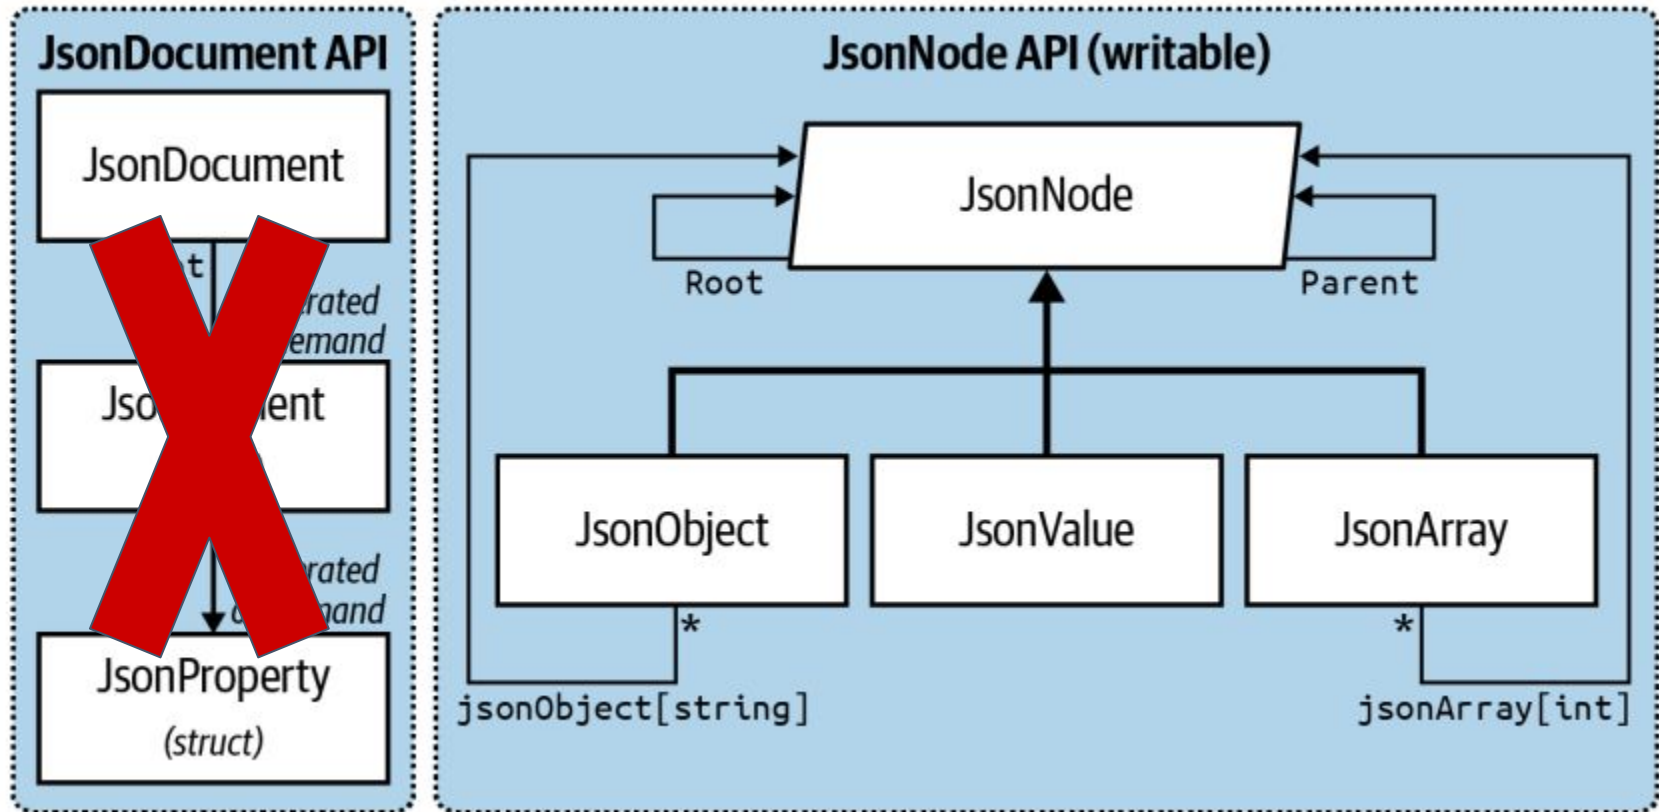 JsonDocument API
JsonDocument
JsonProperty
(struct)
JsonNode API (writable)
JsonNode
Root
Parent
JsonObject
JsonValue
JsonArray
*
*
jsonObject[string]
jsonArray[int]